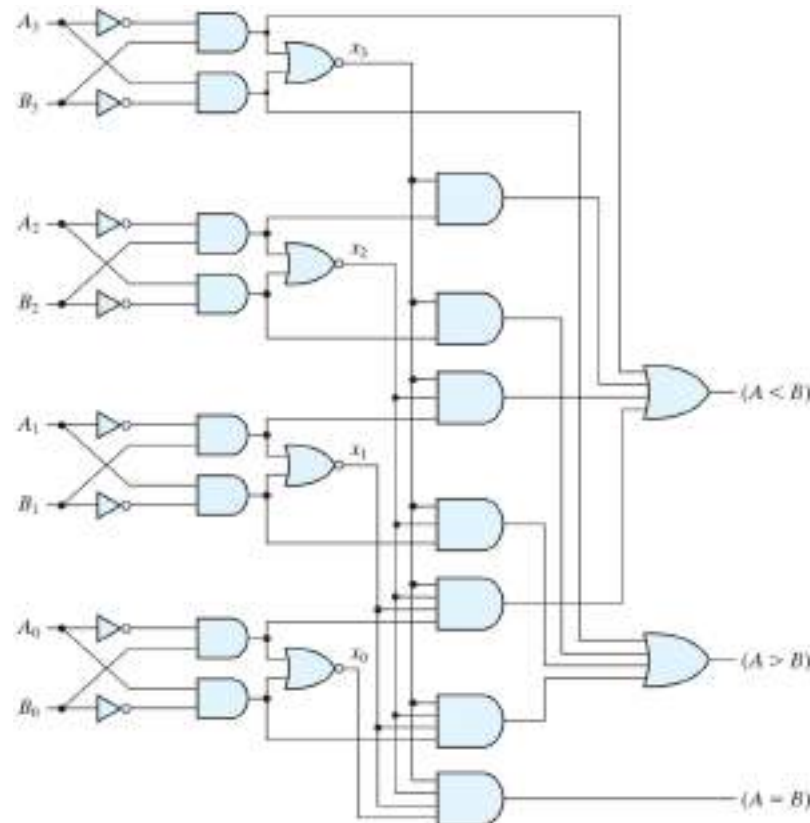 A₃
x₃
B₃
A₂
x₂
B₂
(A < B)
A₁
x₁
B₁
A₀
x₀
(A > B)
B₀
(A = B)